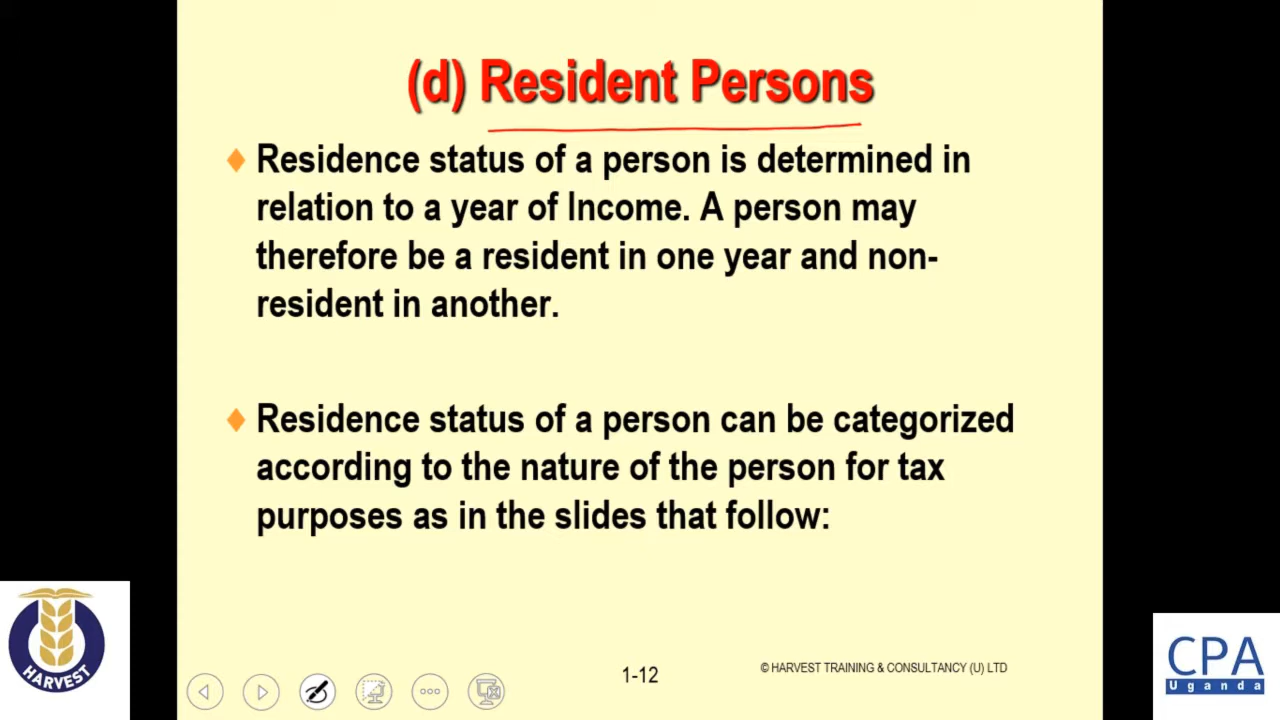 (d) Resident Persons
Residence status of a person is determined in
relation to a year of Income. A person may
therefore be a resident in one year and non-
resident in another.
Residence status of a person can be categorized
according to the nature of the person for tax
purposes as in the slides that follow:
HARVEST
1-12
© HARVEST TRAINING & CONSULTANCY (U) LTD
CPA
Uganda